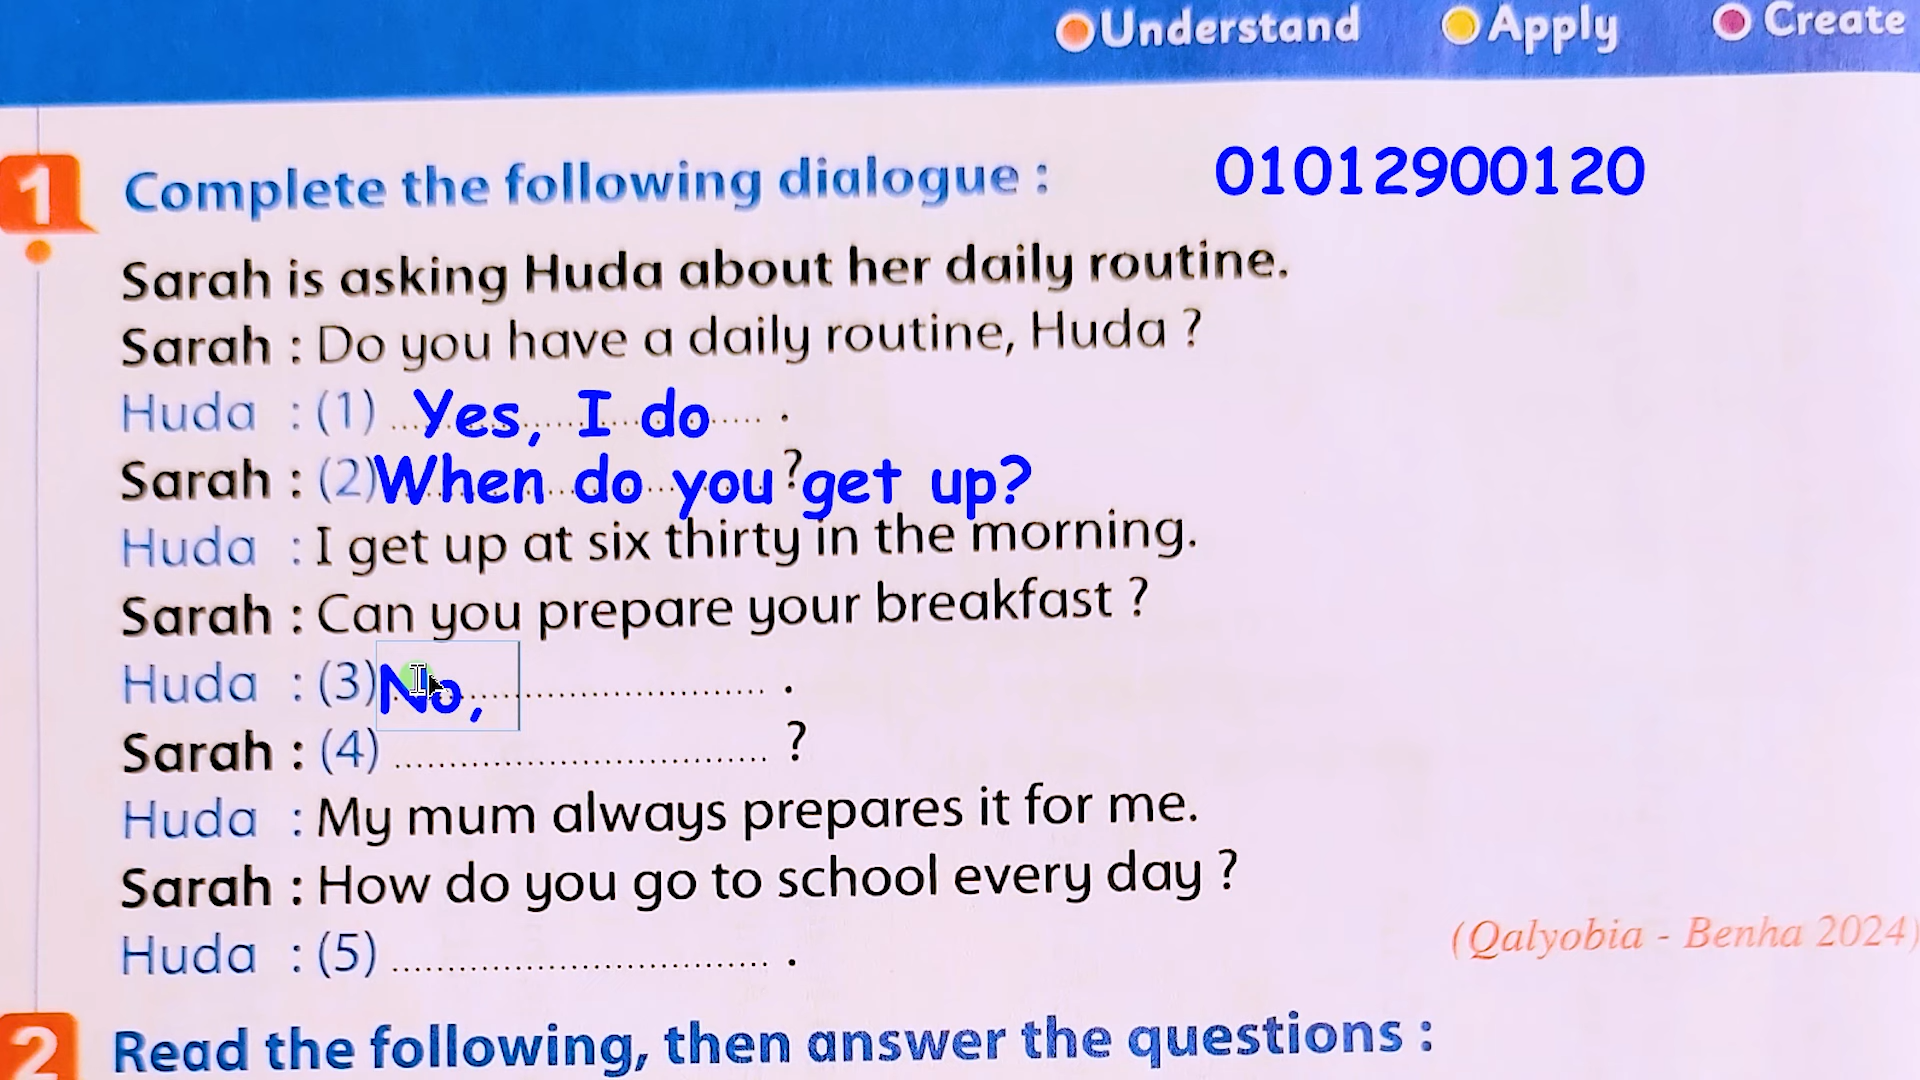 Understand Apply Create
1 Complete the following dialogue : 01012900120
Sarah is asking Huda about her daily routine.
Sarah : Do you have a daily routine, Huda ?
Huda : (1) .... Yes, I do .... .
Sarah : (2) When do you ? get up?
Huda : I get up at six thirty in the morning.
Sarah : Can you prepare your breakfast ?
Huda : (3) No, .................... .
Sarah : (4) .................... ?
Huda : My mum always prepares it for me.
Sarah : How do you go to school every day ?
Huda : (5) .................... .
(Qalyobia - Benha 2024)
2 Read the following, then answer the questions :